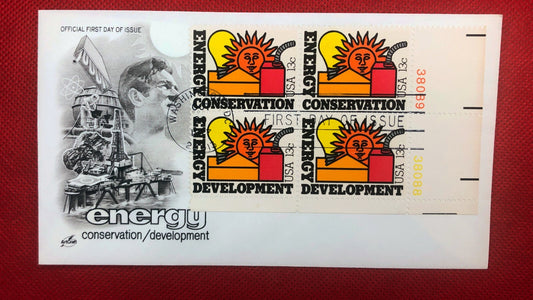 OFFICIAL FIRST DAY OF ISSUE
ENERGY
CONSERVATION
USA 13c
ENERGY
CONSERVATION
USA 13c
38089
WASHING
FIRST DAY OF ISSUE
ENERGY
DEVELOPMENT
USA 13c
ENERGY
DEVELOPMENT
USA 13c
38088
energy
conservation/development